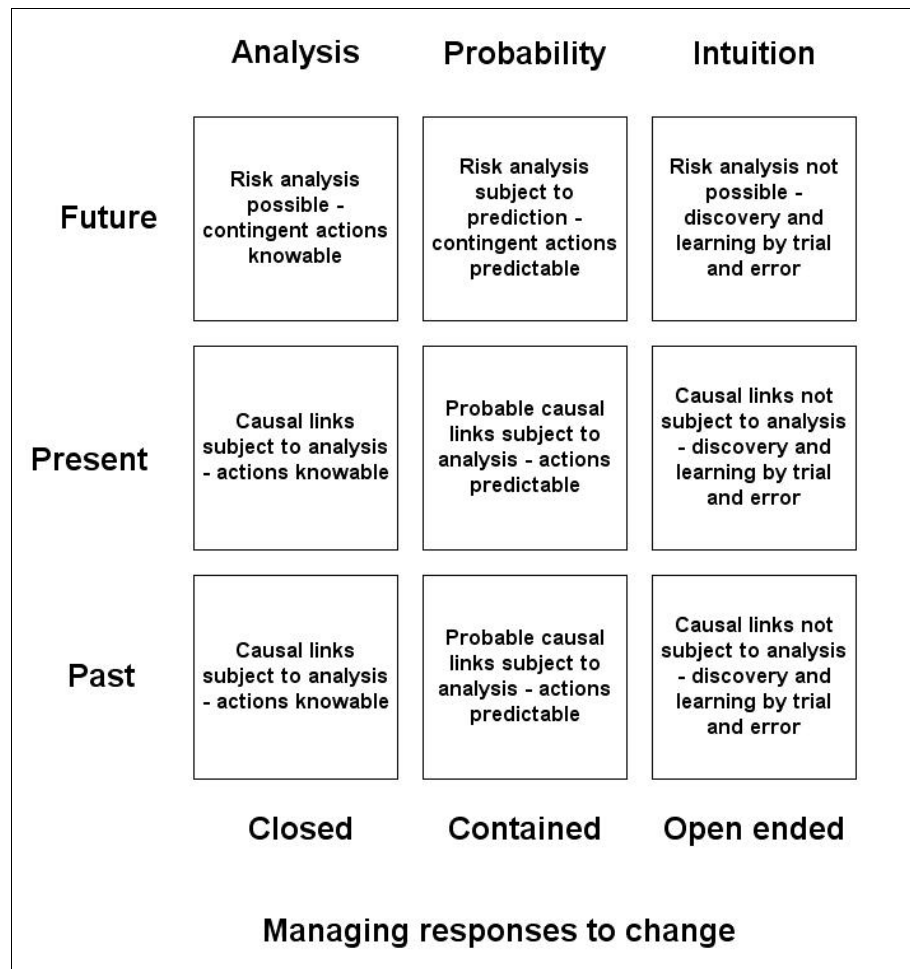 Analysis Probability Intuition
Future
Risk analysis
possible -
contingent actions
knowable
Risk analysis
subject to
prediction -
contingent actions
predictable
Risk analysis not
possible -
discovery and
learning by trial
and error
Present
Causal links
subject to analysis
- actions knowable
Probable causal
links subject to
analysis - actions
predictable
Causal links not
subject to analysis
- discovery and
learning by trial
and error
Past
Causal links
subject to analysis
- actions knowable
Probable causal
links subject to
analysis - actions
predictable
Causal links not
subject to analysis
- discovery and
learning by trial
and error
Closed Contained Open ended
Managing responses to change